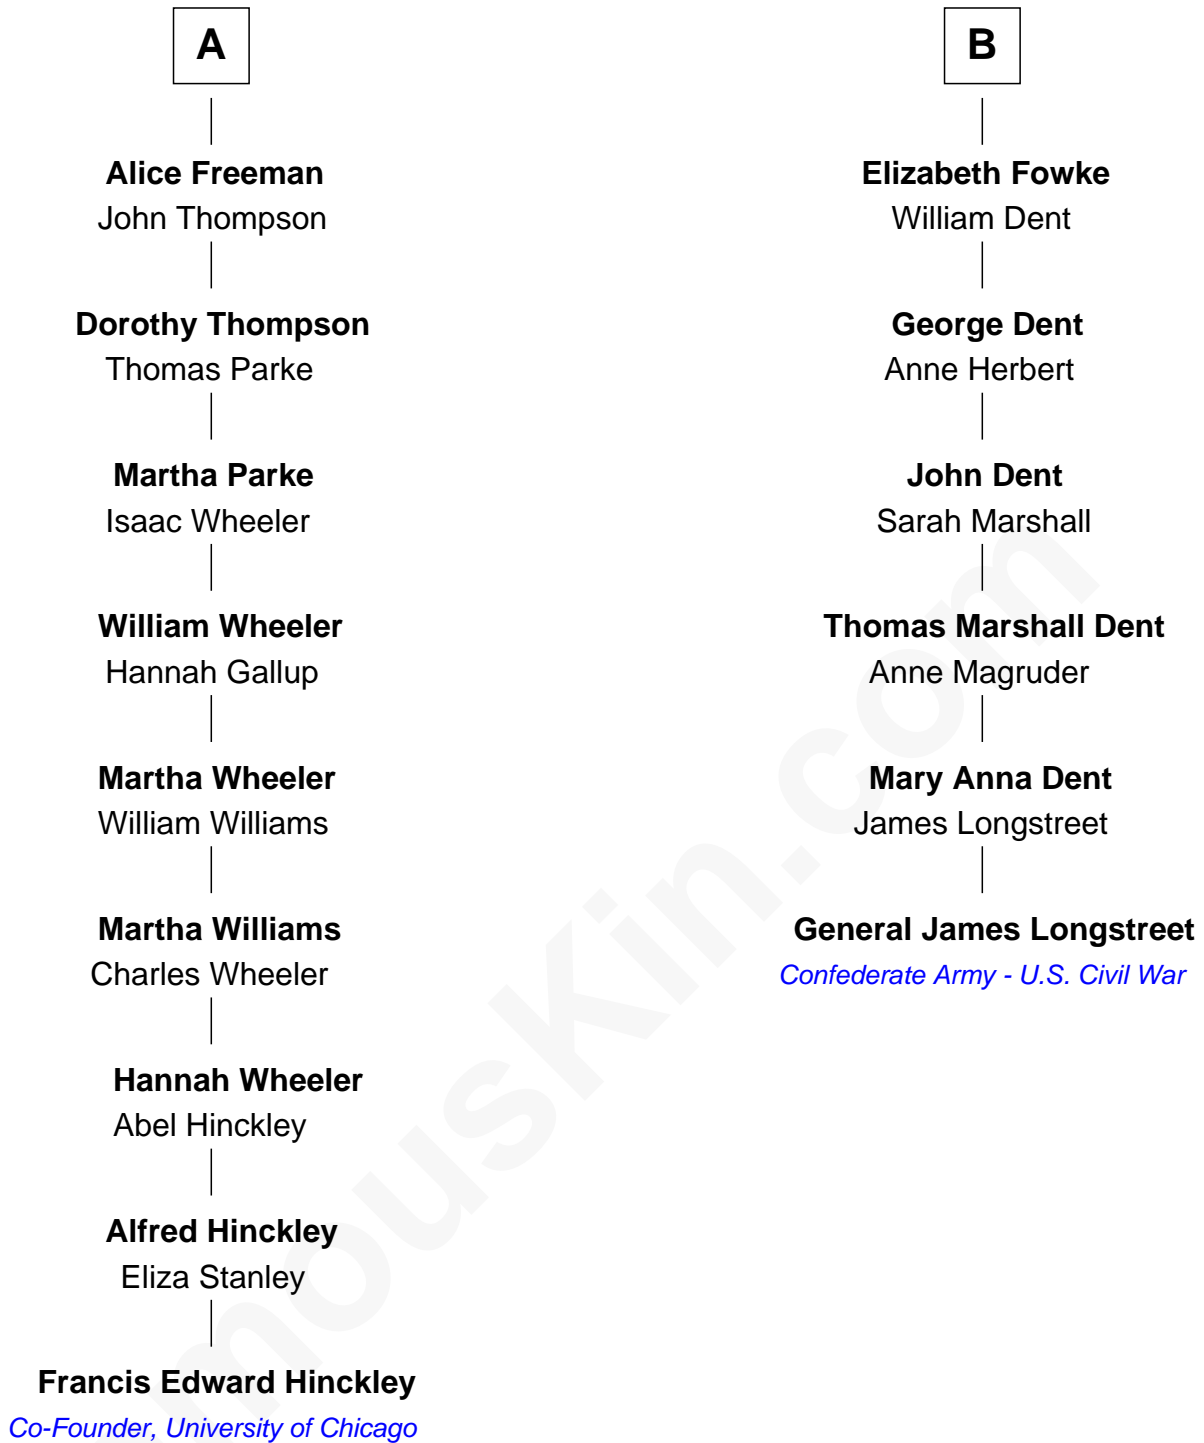 A
Alice Freeman
John Thompson
Dorothy Thompson
Thomas Parke
Martha Parke
Isaac Wheeler
William Wheeler
Hannah Gallup
Martha Wheeler
William Williams
Martha Williams
Charles Wheeler
Hannah Wheeler
Abel Hinckley
Alfred Hinckley
Eliza Stanley
Francis Edward Hinckley
Co-Founder, University of Chicago
B
Elizabeth Fowke
William Dent
George Dent
Anne Herbert
John Dent
Sarah Marshall
Thomas Marshall Dent
Anne Magruder
Mary Anna Dent
James Longstreet
General James Longstreet
Confederate Army - U.S. Civil War
mousKin.com